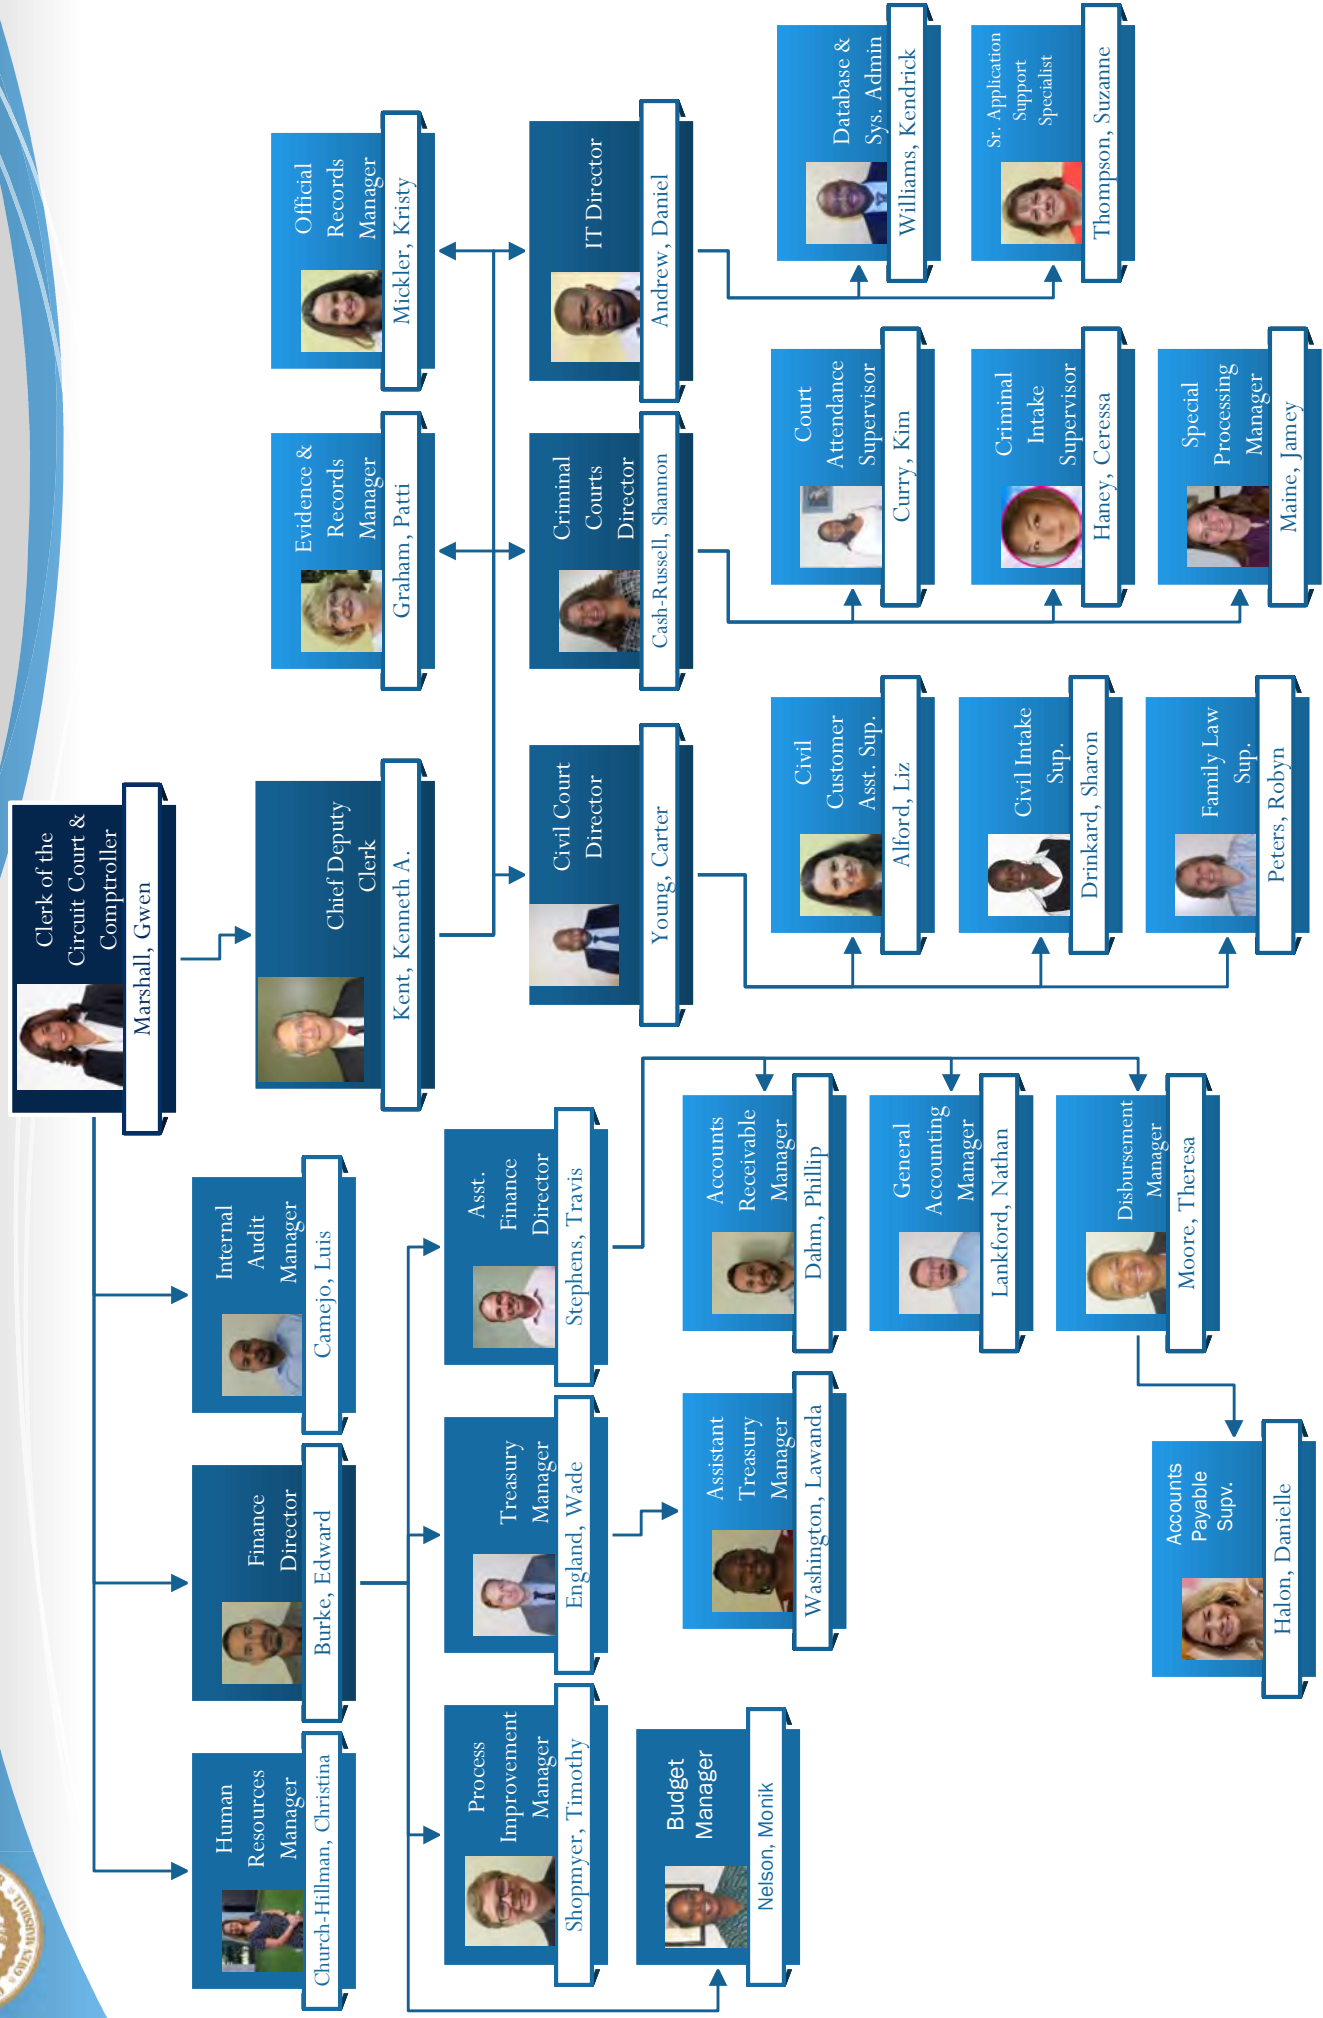 Clerk of the
Circuit Court &
Comptroller
Marshall, Gwen
Human
Resources
Manager
Church-Hillman, Christina
Finance
Director
Burke, Edward
Internal
Audit
Manager
Camejo, Luis
Chief Deputy
Clerk
Kent, Kenneth A.
Evidence &
Records
Manager
Graham, Patti
Official
Records
Manager
Mickler, Kristy
Process
Improvement
Manager
Shopmyer, Timothy
Treasury
Manager
England, Wade
Asst.
Finance
Director
Stephens, Travis
Civil Court
Director
Young, Carter
Criminal
Courts
Director
Cash-Russell, Shannon
IT Director
Andrew, Daniel
Budget
Manager
Nelson, Monik
Assistant
Treasury
Manager
Washington, Lawanda
Accounts
Receivable
Manager
Dahm, Phillip
Civil
Customer
Asst. Sup.
Alford, Liz
Court
Attendance
Supervisor
Curry, Kim
Database &
Sys. Admin
Williams, Kendrick
General
Accounting
Manager
Lankford, Nathan
Civil Intake
Sup.
Drinkard, Sharon
Criminal
Intake
Supervisor
Haney, Ceressa
Sr. Application
Support
Specialist
Thompson, Suzanne
Disbursement
Manager
Moore, Theresa
Family Law
Sup.
Peters, Robyn
Special
Processing
Manager
Maine, Jamey
Accounts
Payable
Supv.
Halon, Danielle